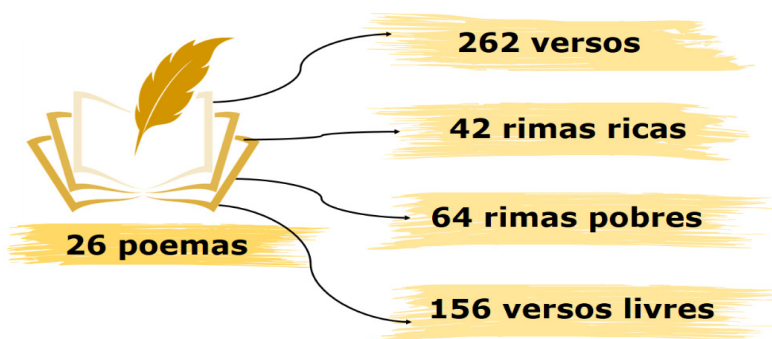 262 versos
42 rimas ricas
64 rimas pobres
26 poemas
156 versos livres